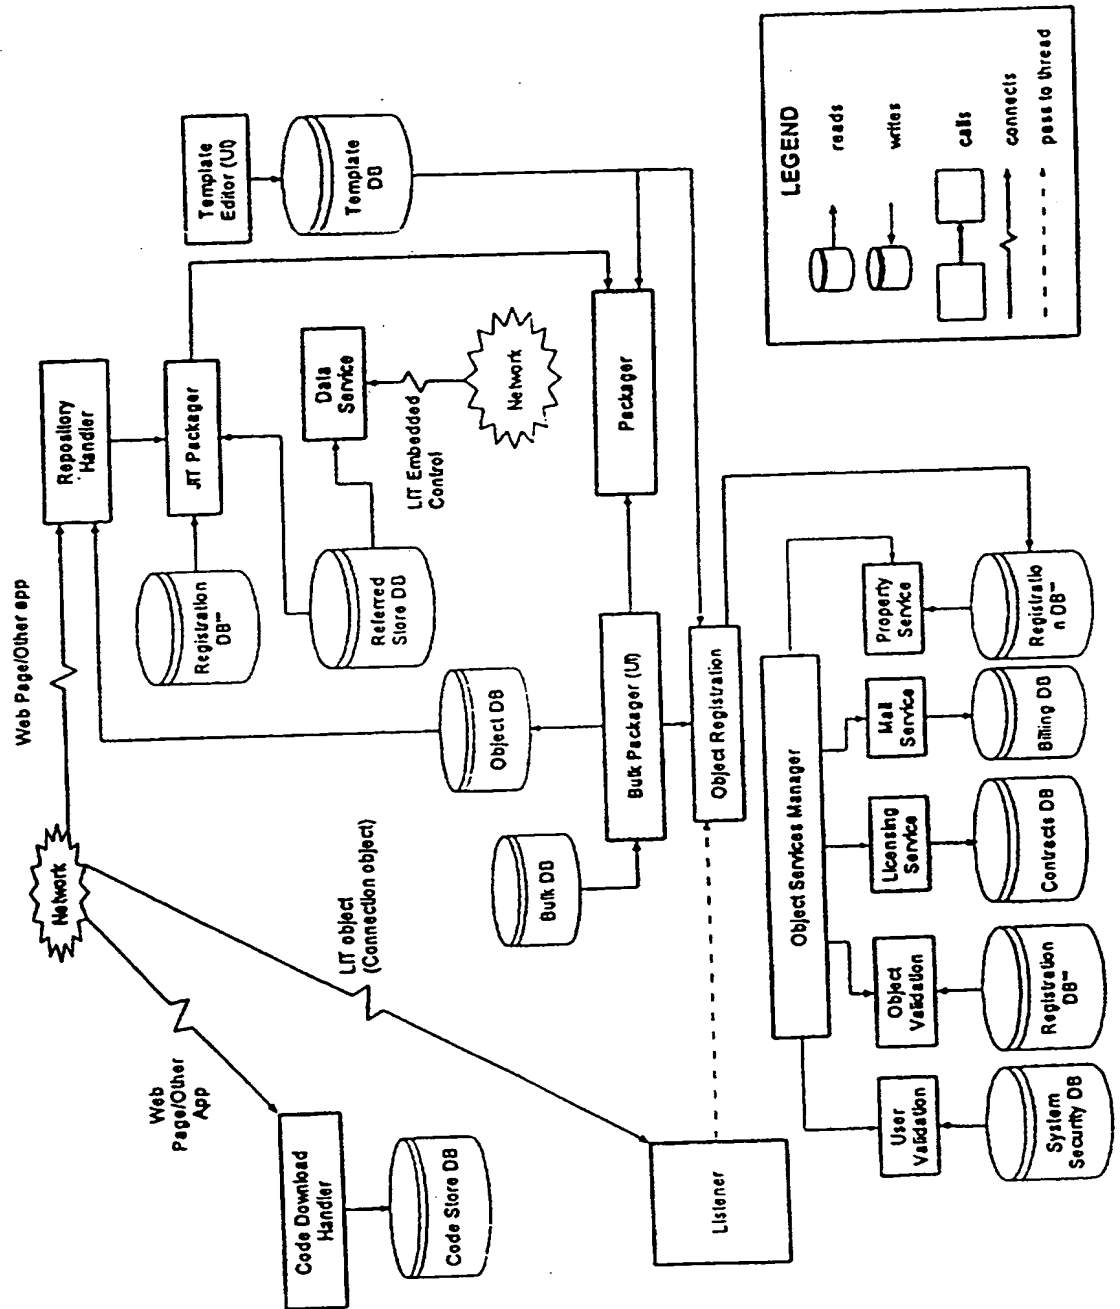 Web Page/Other app
Network
Repository
Handler
Template
Editor (UI)
Web
Page/Other
App
JIT Packager
Registration
DB**
Template
DB
Code Download
Handler
LIT object
(Connection object)
Referred
Store DB
Data
Service
LIT Embedded
Control
Network
Code Store DB
Object DB
Bulk DB
Bulk Packager (UI)
Packager
Listener
Object Registration
Object Services Manager
User
Validation
Object
Validation
Licensing
Service
Mail
Service
Property
Service
System
Security DB
Registration
DB**
Contracts DB
Billing DB
Registratio
n DB**
LEGEND
reads
writes
calls
connects
pass to thread